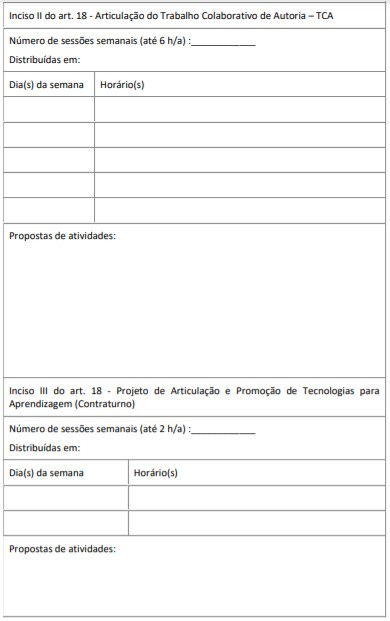 Inciso II do art. 18 - Articulação do Trabalho Colaborativo de Autoria – TCA
Número de sessões semanais (até 6 h/a) :____________
Distribuídas em:
Dia(s) da semana Horário(s)
Propostas de atividades:
Inciso III do art. 18 - Projeto de Articulação e Promoção de Tecnologias para
Aprendizagem (Contraturno)
Número de sessões semanais (até 2 h/a) :____________
Distribuídas em:
Dia(s) da semana Horário(s)
Propostas de atividades: